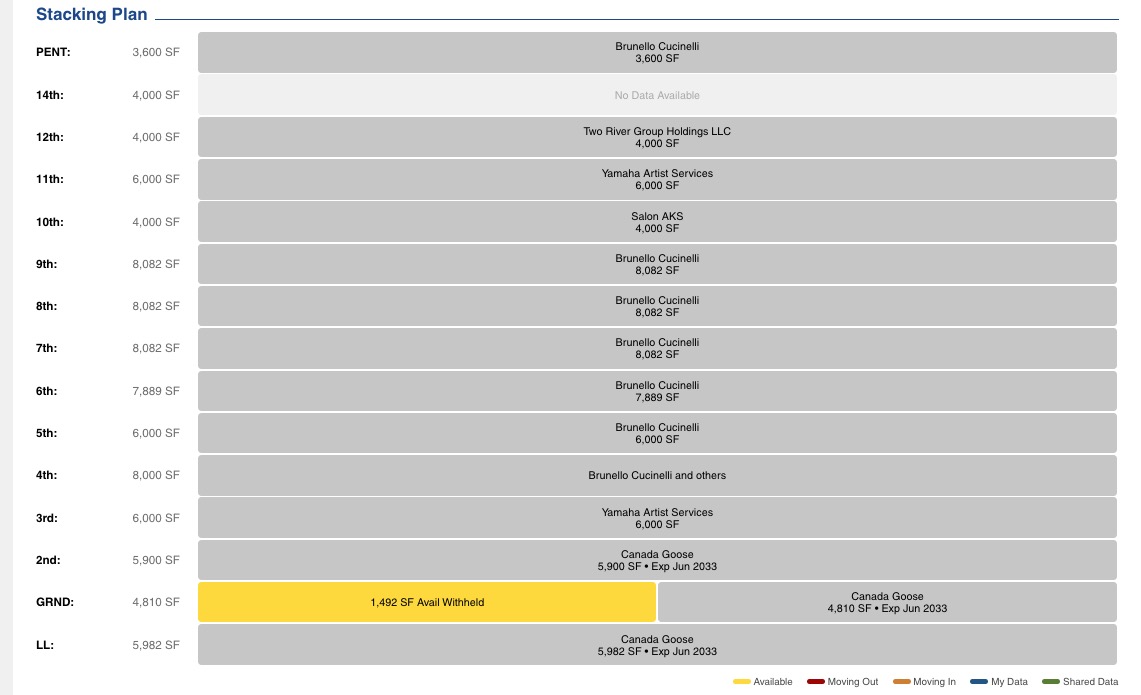 Stacking Plan
PENT: 3,600 SF Brunello Cucinelli
3,600 SF
14th: 4,000 SF No Data Available
12th: 4,000 SF Two River Group Holdings LLC
4,000 SF
11th: 6,000 SF Yamaha Artist Services
6,000 SF
10th: 4,000 SF Salon AKS
4,000 SF
9th: 8,082 SF Brunello Cucinelli
8,082 SF
8th: 8,082 SF Brunello Cucinelli
8,082 SF
7th: 8,082 SF Brunello Cucinelli
8,082 SF
6th: 7,889 SF Brunello Cucinelli
7,889 SF
5th: 6,000 SF Brunello Cucinelli
6,000 SF
4th: 8,000 SF Brunello Cucinelli and others
3rd: 6,000 SF Yamaha Artist Services
6,000 SF
2nd: 5,900 SF Canada Goose
5,900 SF • Exp Jun 2033
GRND: 4,810 SF 1,492 SF Avail Withheld Canada Goose
4,810 SF • Exp Jun 2033
LL: 5,982 SF Canada Goose
5,982 SF • Exp Jun 2033
Available Moving Out Moving In My Data Shared Data